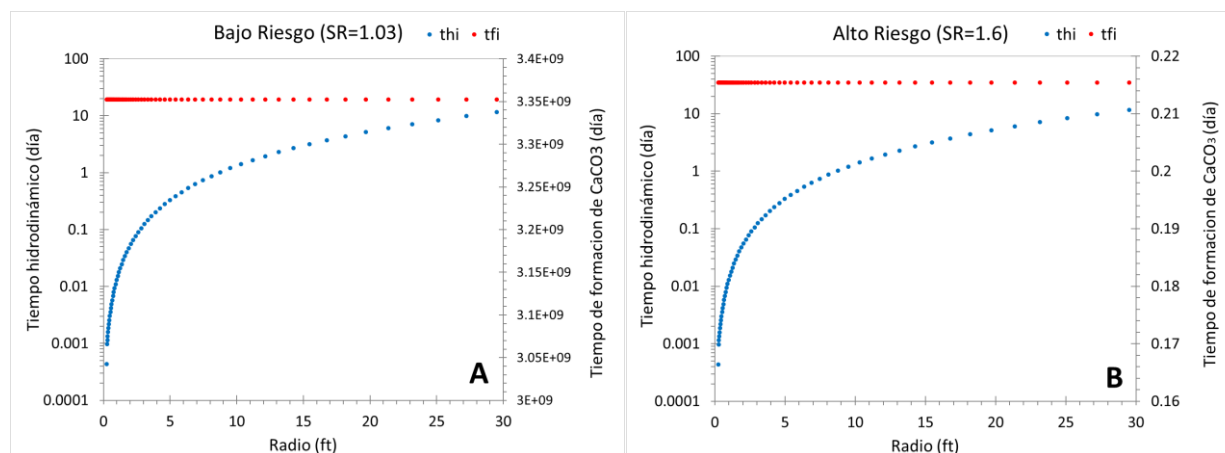 Bajo Riesgo (SR=1.03)
thi
tfi
Tiempo hidrodinámico (día)
100
10
1
0.1
0.01
0.001
0.0001
3.4E+09
3.35E+09
3.3E+09
3.25E+09
3.2E+09
3.15E+09
3.1E+09
3.05E+09
3E+09
Tiempo de formacion de CaCO3 (día)
0 5 10 15 20 25 30
Radio (ft)
A
Alto Riesgo (SR=1.6)
thi
tfi
Tiempo hidrodinámico (día)
100
10
1
0.1
0.01
0.001
0.0001
0.22
0.21
0.2
0.19
0.18
0.17
0.16
Tiempo de formación de CaCO₃ (día)
0 5 10 15 20 25 30
Radio (ft)
B